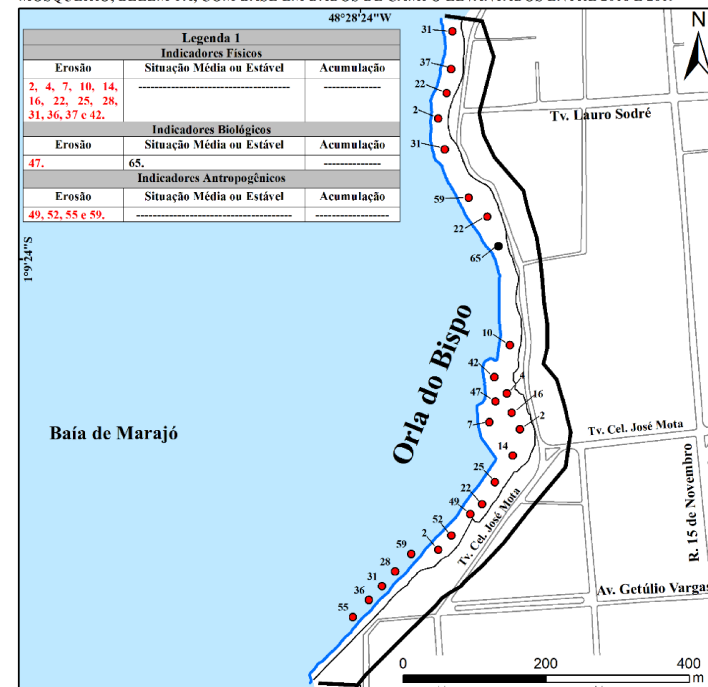 48°28'24"W
Legenda 1
Indicadores Físicos
Erosão Situação Média ou Estável Acumulação
2, 4, 7, 10, 14, ----------------------------------- --------------
16, 22, 25, 28,
31, 36, 37 e 42.
Indicadores Biológicos
Erosão Situação Média ou Estável Acumulação
47. 65. --------------
Indicadores Antropogênicos
Erosão Situação Média ou Estável Acumulação
49, 52, 55 e 59. ------------------------------------ -----------------
N
31
37
22
2
Tv. Lauro Sodré
31
59
22
65
1°9'24"S
10
42
4
47
16
7
2
Tv. Cel. José Mota
14
25
22
49
52
2
59
28
31
36
55
Orla do Bispo
Baía de Marajó
Tv. Cel. José Mota
R. 15 de Novembro
Av. Getúlio Vargas
0 200 400
m